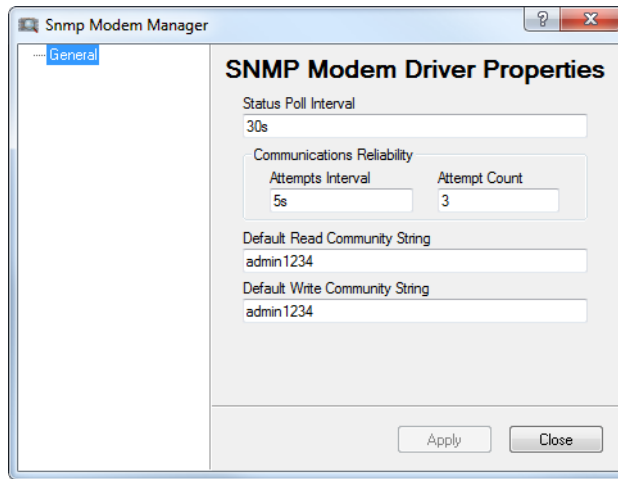 Snmp Modem Manager
General
SNMP Modem Driver Properties
Status Poll Interval
30s
Communications Reliability
Attempts Interval Attempt Count
5s 3
Default Read Community String
admin1234
Default Write Community String
admin1234
Apply Close